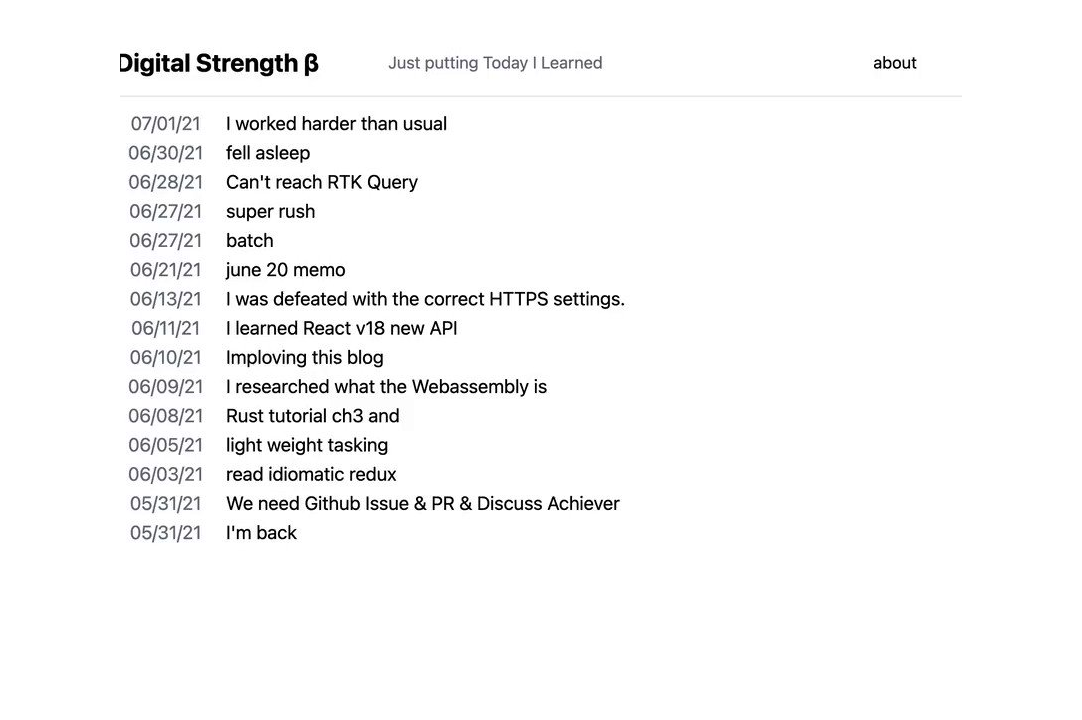 Digital Strength β Just putting Today I Learned about
07/01/21 I worked harder than usual
06/30/21 fell asleep
06/28/21 Can't reach RTK Query
06/27/21 super rush
06/27/21 batch
06/21/21 june 20 memo
06/13/21 I was defeated with the correct HTTPS settings.
06/11/21 I learned React v18 new API
06/10/21 Imploving this blog
06/09/21 I researched what the Webassembly is
06/08/21 Rust tutorial ch3 and
06/05/21 light weight tasking
06/03/21 read idiomatic redux
05/31/21 We need Github Issue & PR & Discuss Achiever
05/31/21 I'm back